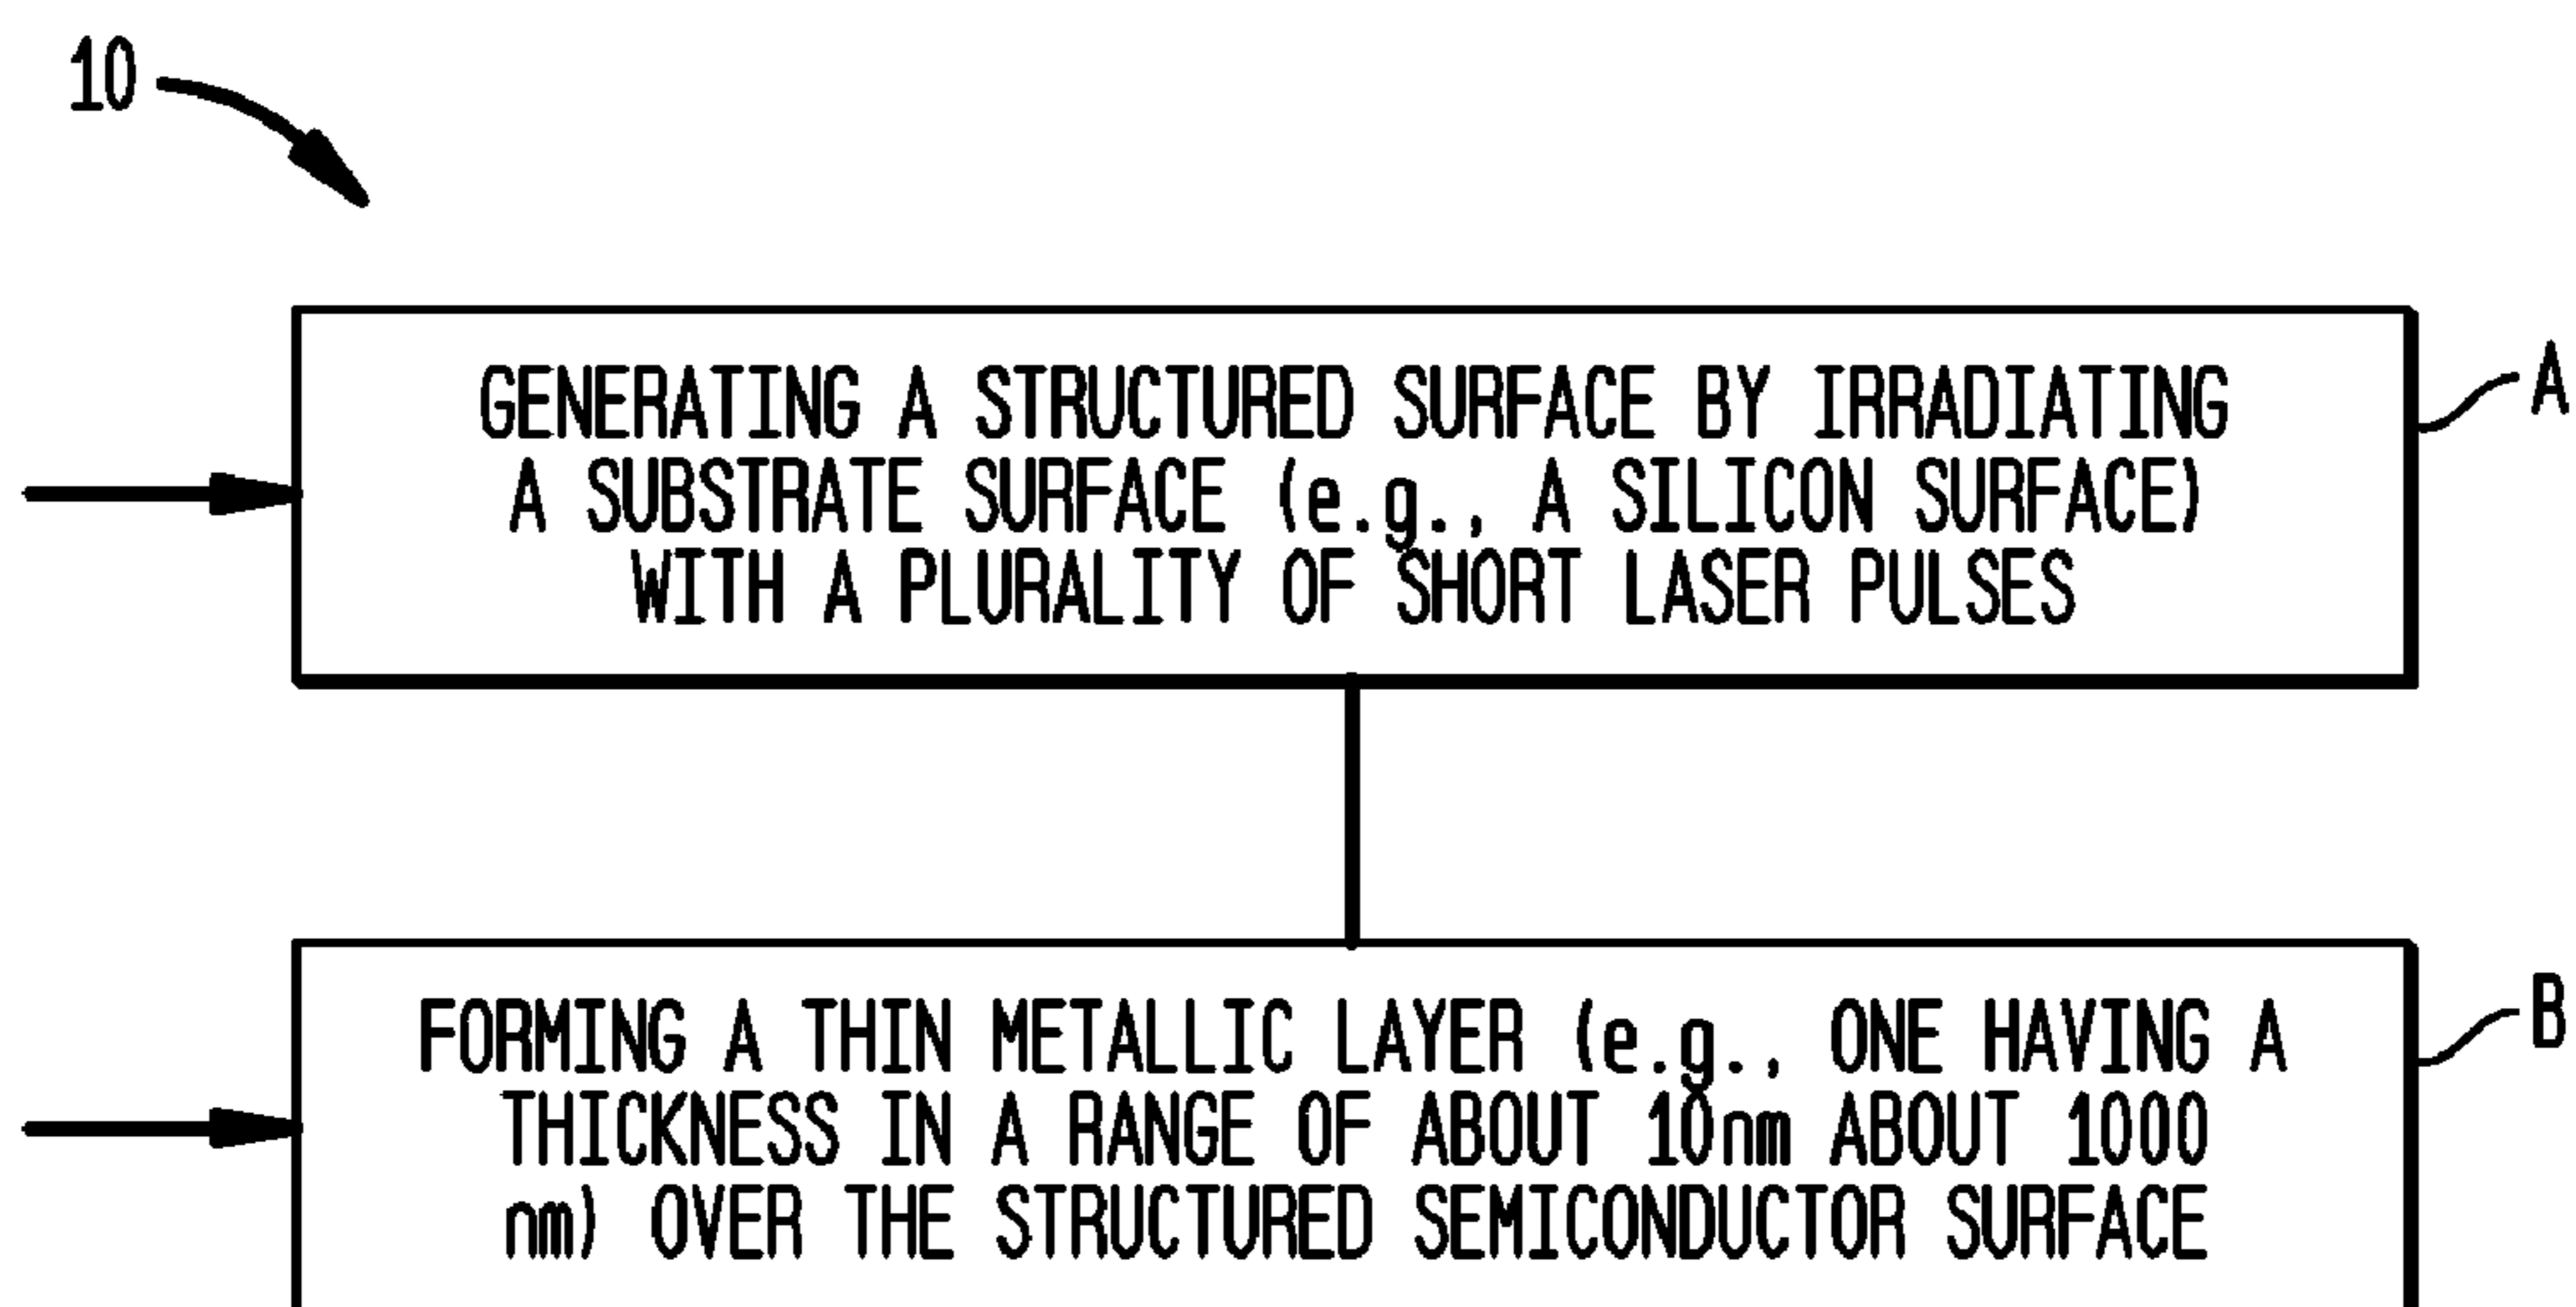 10
GENERATING A STRUCTURED SURFACE BY IRRADIATING
A
A SUBSTRATE SURFACE (e.g., A SILICON SURFACE)
WITH A PLURALITY OF SHORT LASER PULSES
FORMING A THIN METALLIC LAYER (e.g., ONE HAVING A
B
THICKNESS IN A RANGE OF ABOUT 10nm ABOUT 1000
nm) OVER THE STRUCTURED SEMICONDUCTOR SURFACE